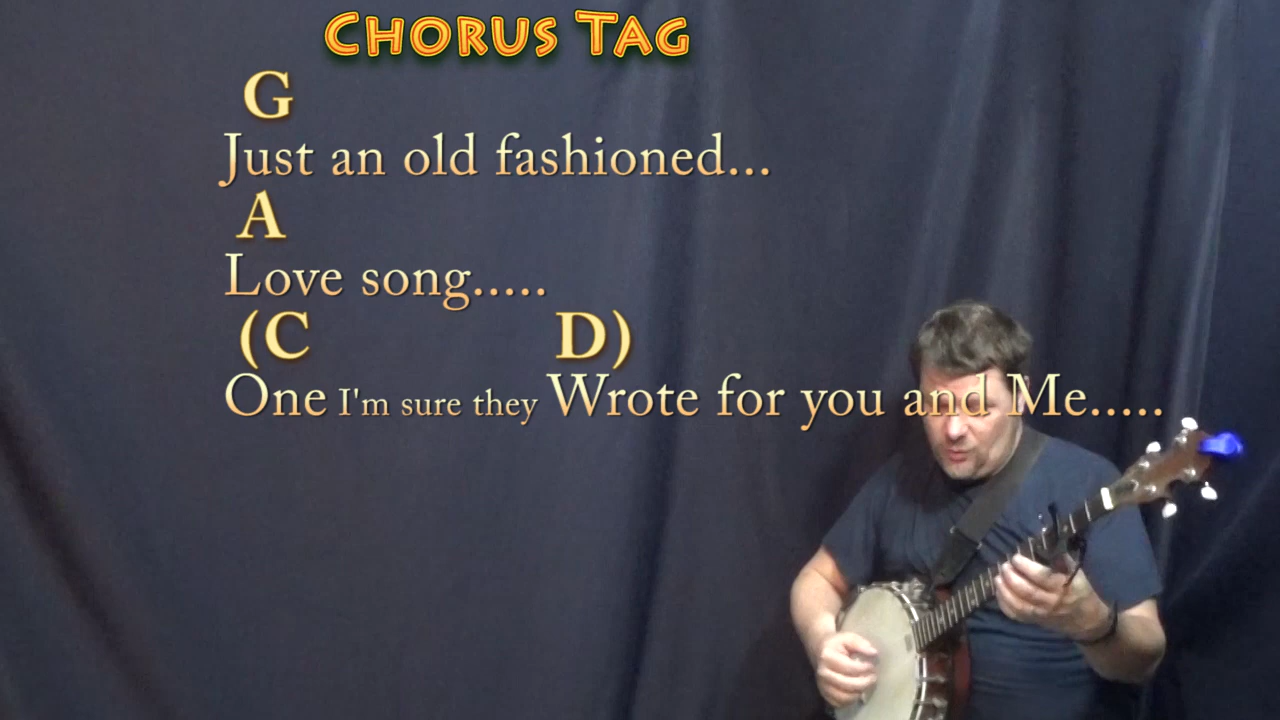 CHORUS TAG
G
Just an old fashioned...
A
Love song.....
(C D)
One I'm sure they Wrote for you and Me.....